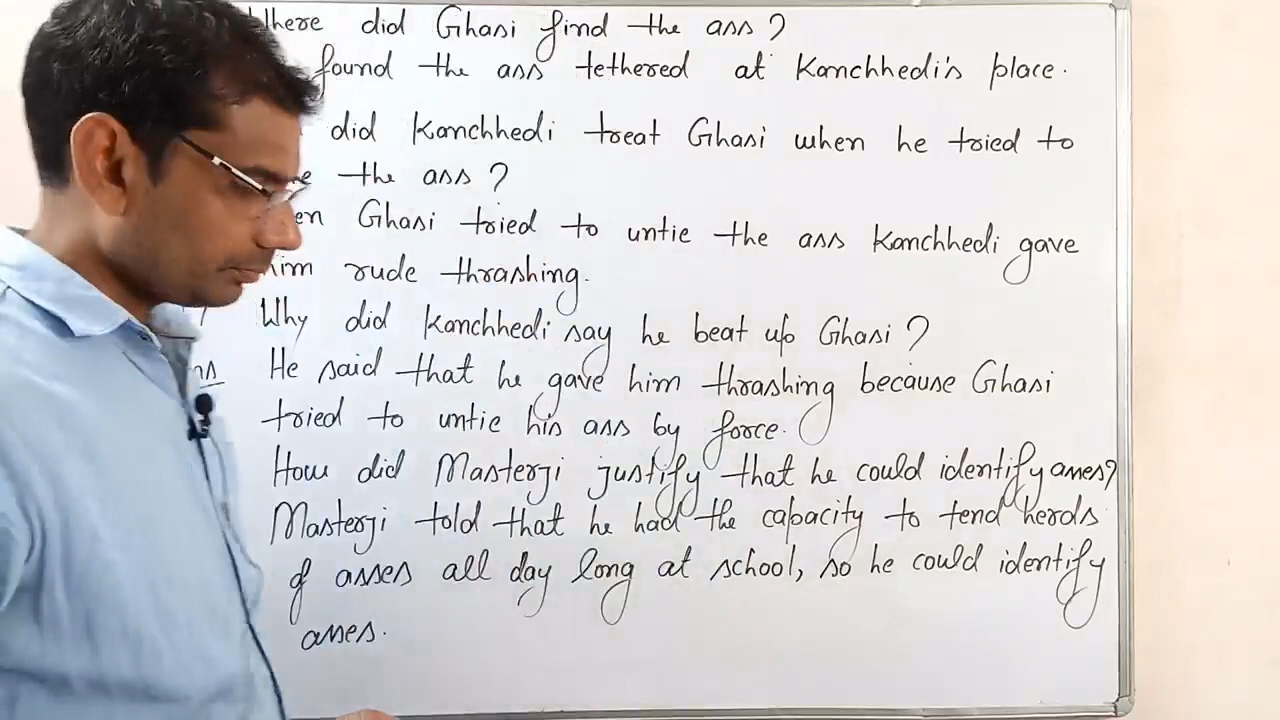 Where did Ghasi find the ass?
found the ass tethered at Kanchhedi's place.
did Kanchhedi treat Ghasi when he tried to
the ass?
Ghasi tried to untie the ass Kanchhedi gave
him rude thrashing.
Why did Kanchhedi say he beat up Ghasi?
He said that he gave him thrashing because Ghasi
tried to untie his ass by force.
How did Masterji justify that he could identify asses?
Masterji told that he had the capacity to tend herds
of asses all day long at school, so he could identify
asses.